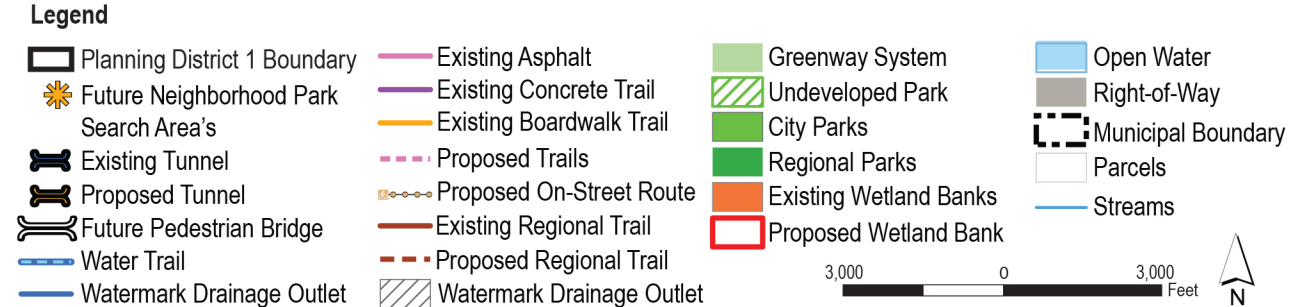 Legend
Planning District 1 Boundary
Future Neighborhood Park
Search Area's
Existing Tunnel
Proposed Tunnel
Future Pedestrian Bridge
Water Trail
Watermark Drainage Outlet
Existing Asphalt
Existing Concrete Trail
Existing Boardwalk Trail
Proposed Trails
Proposed On-Street Route
Existing Regional Trail
Proposed Regional Trail
Watermark Drainage Outlet
Greenway System
Undeveloped Park
City Parks
Regional Parks
Existing Wetland Banks
Proposed Wetland Bank
Open Water
Right-of-Way
Municipal Boundary
Parcels
Streams
3,000 0 3,000
Feet
N